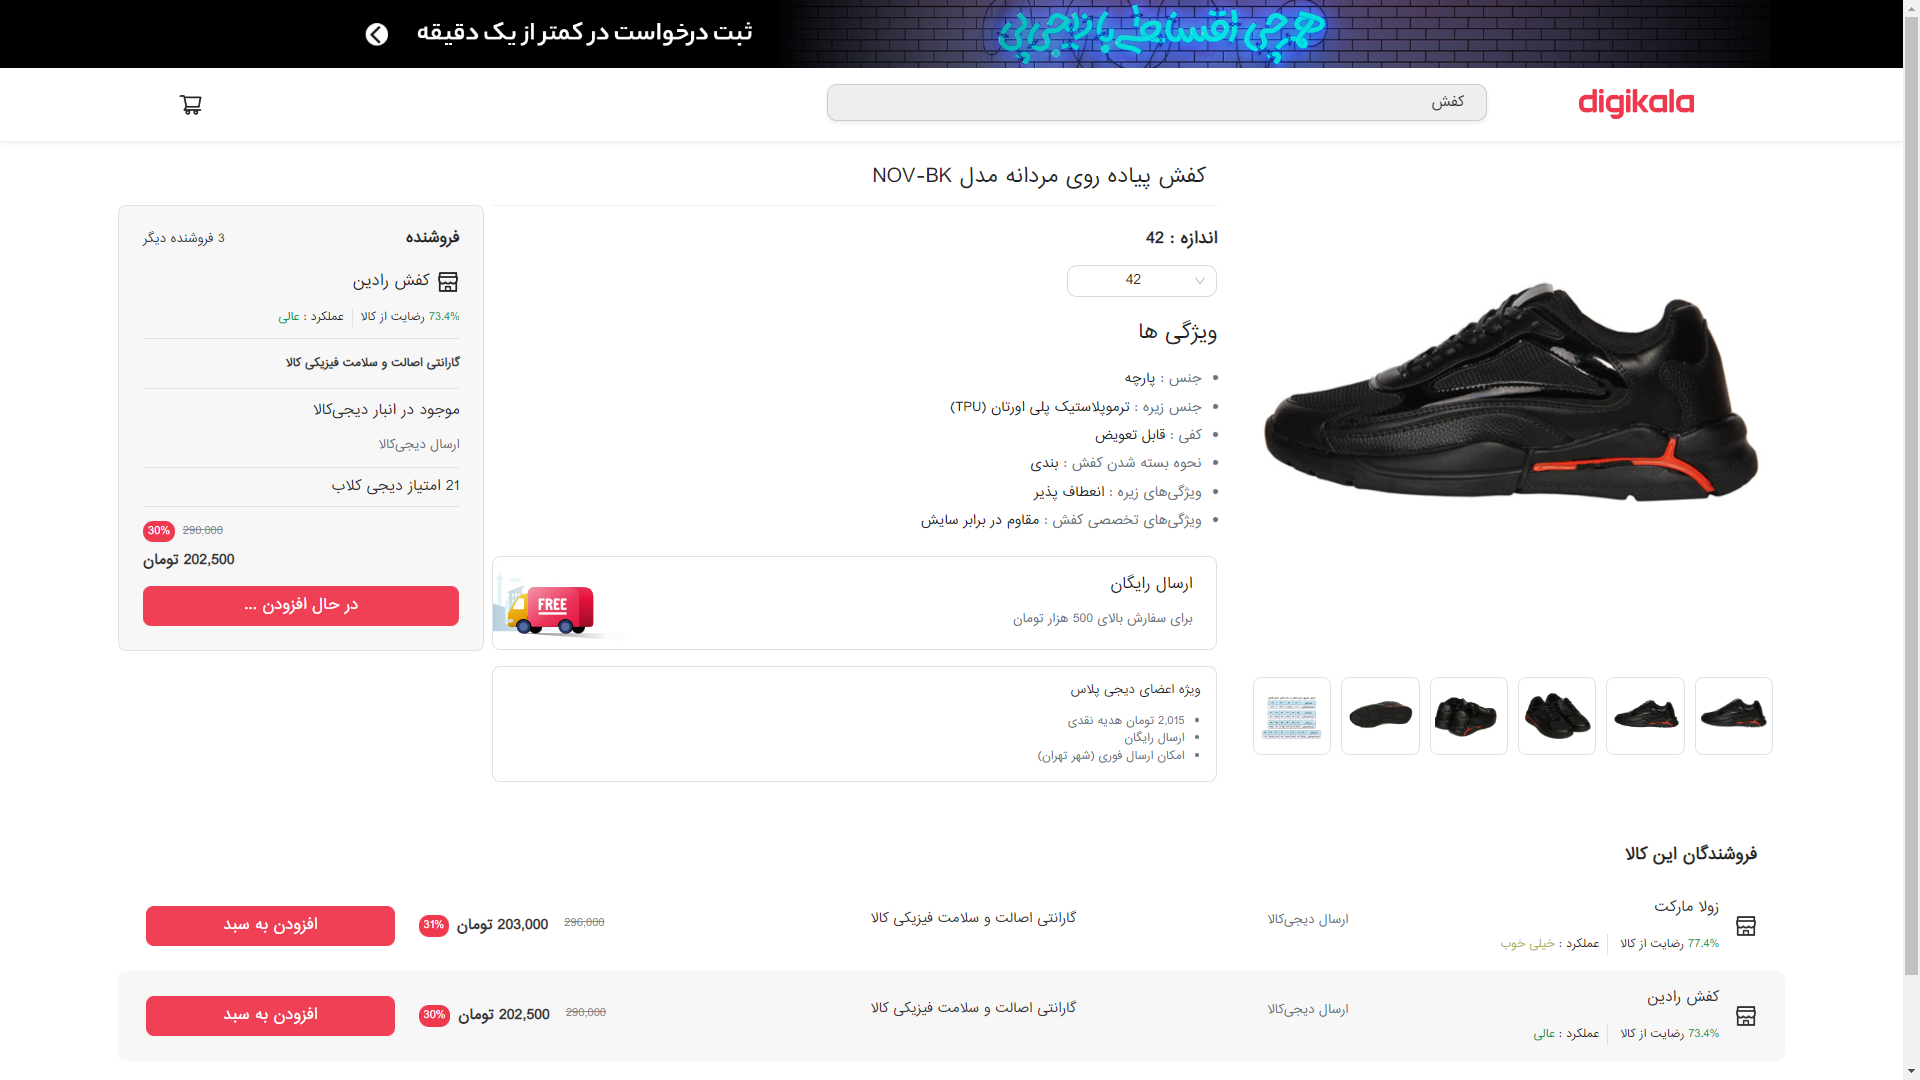 هرچی اقساطی با زاجی‌پی
ثبت درخواست در کمتر از یک دقیقه
digikala
کفش
کفش پیاده روی مردانه مدل NOV-BK
اندازه : 42
42
ویژگی ها
جنس : پارچه
جنس زیره : ترموپلاستیک پلی اورتان (TPU)
کفی : قابل تعویض
نحوه بسته شدن کفش : بندی
ویژگی‌های زیره : انعطاف پذیر
ویژگی‌های تخصصی کفش : مقاوم در برابر سایش
ارسال رایگان
برای سفارش بالای 500 هزار تومان
FREE
ویژه اعضای دیجی پلاس
2,015 تومان هدیه نقدی
ارسال رایگان
امکان ارسال فوری (شهر تهران)
فروشنده
3 فروشنده دیگر
کفش رادین
73.4% رضایت از کالا
عملکرد : عالی
گارانتی اصالت و سلامت فیزیکی کالا
موجود در انبار دیجی‌کالا
ارسال دیجی‌کالا
21 امتیاز دیجی کلاب
290,000
30%
202,500 تومان
در حال افزودن ...
فروشندگان این کالا
زولا مارکت
77.4% رضایت از کالا
عملکرد : خیلی خوب
ارسال دیجی‌کالا
گارانتی اصالت و سلامت فیزیکی کالا
296,000
203,000 تومان
31%
افزودن به سبد
کفش رادین
73.4% رضایت از کالا
عملکرد : عالی
ارسال دیجی‌کالا
گارانتی اصالت و سلامت فیزیکی کالا
290,000
202,500 تومان
30%
افزودن به سبد